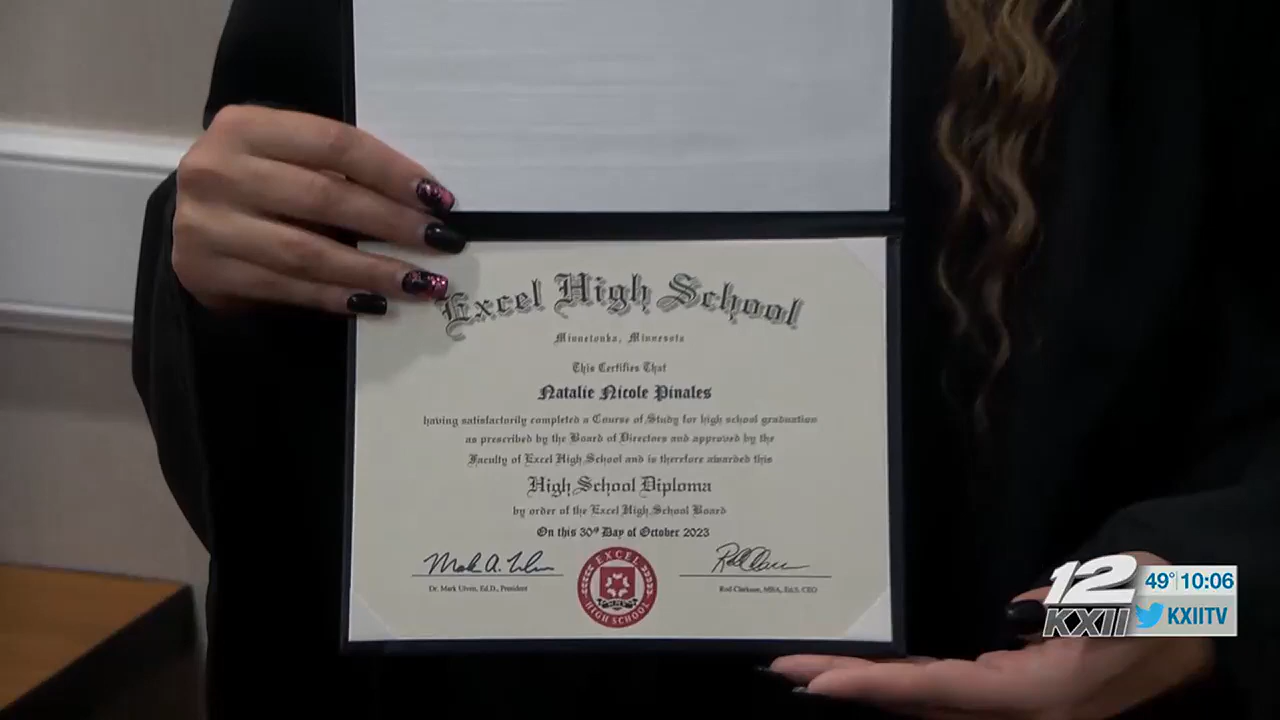 Excel High School
Minnetonka, Minnesota
This Certifies That
Natalie Nicole Pinales
having satisfactorily completed a Course of Study for high school graduation
as prescribed by the Board of Directors and approved by the
Faculty of Excel High School and is therefore awarded this
High School Diploma
by order of the Excel High School Board
On this 30th Day of October 2023
Dr. Mark Ulven, Ed.D., President
Rod Clarkson, MBA, Ed.S. CEO
EXCEL
HIGH SCHOOL
12
KXII
49° 10:06
KXIITV